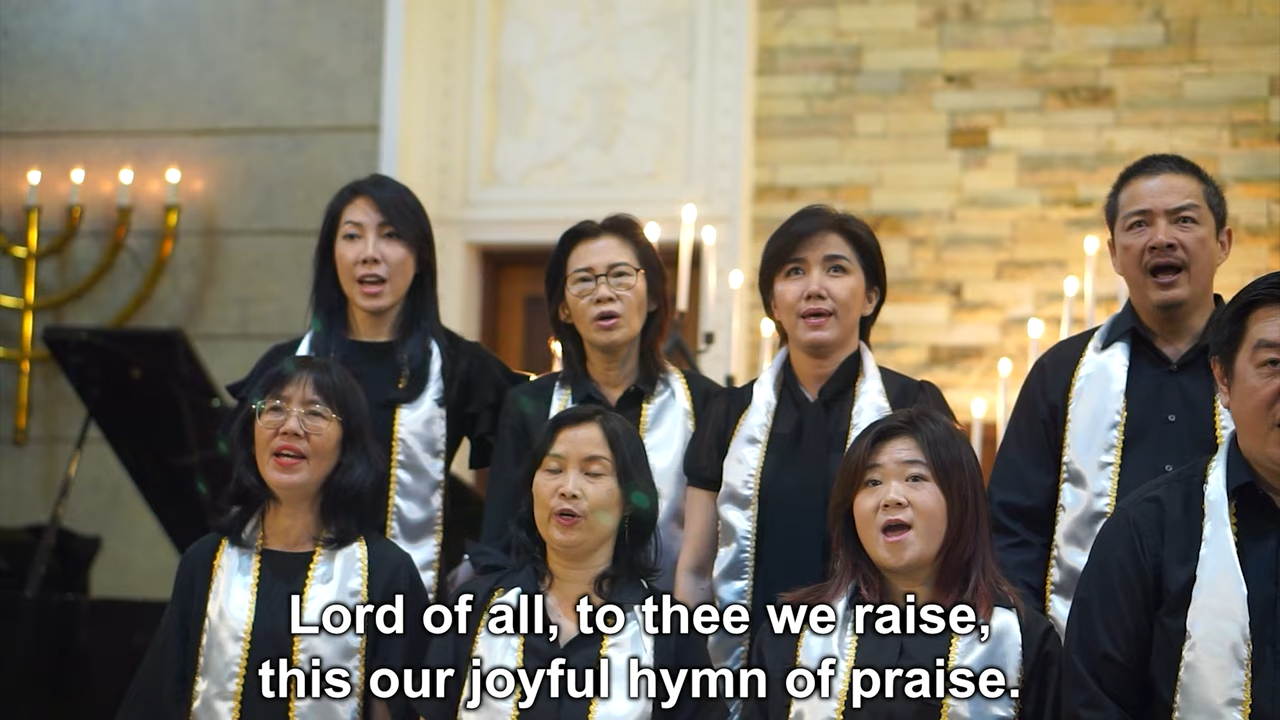 Lord of all, to thee we raise,
this our joyful hymn of praise.